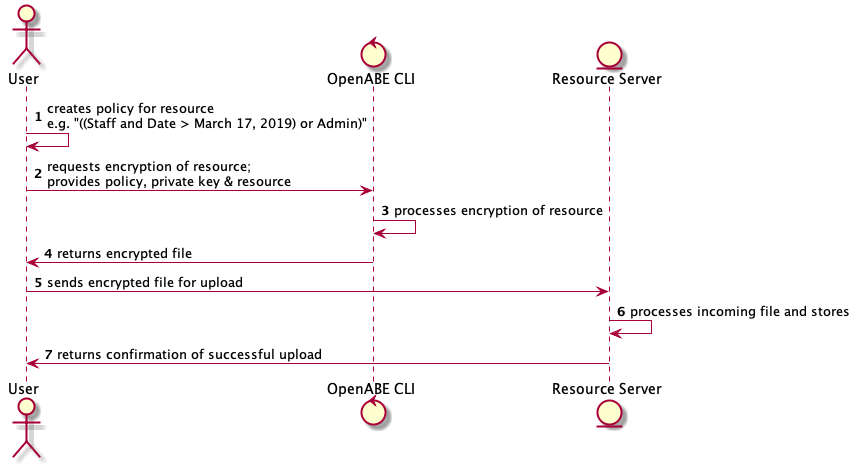 User
OpenABE CLI
Resource Server
1 creates policy for resource
e.g. "((Staff and Date > March 17, 2019) or Admin)"
2 requests encryption of resource;
provides policy, private key & resource
3 processes encryption of resource
4 returns encrypted file
5 sends encrypted file for upload
6 processes incoming file and stores
7 returns confirmation of successful upload
User
OpenABE CLI
Resource Server